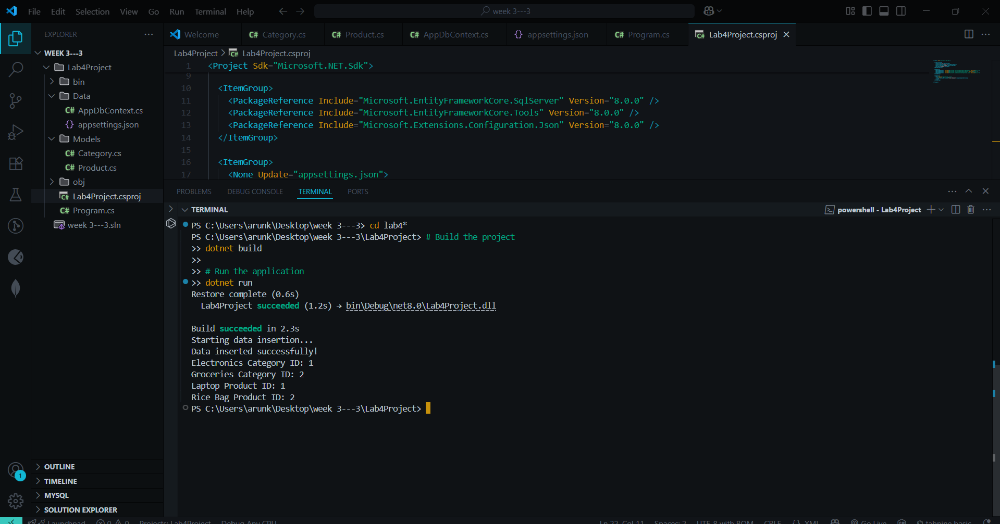 File Edit Selection View Go Run Terminal Help
week 3---3
EXPLORER
WEEK 3---3
Lab4Project
bin
Data
AppDbContext.cs
appsettings.json
Models
Category.cs
Product.cs
obj
Lab4Project.csproj
Program.cs
week 3---3.sln
OUTLINE
TIMELINE
MYSQL
SOLUTION EXPLORER
1
Welcome Category.cs Product.cs AppDbContext.cs appsettings.json Program.cs Lab4Project.csproj
Lab4Project > Lab4Project.csproj
1 <Project Sdk="Microsoft.NET.Sdk">
9
10 <ItemGroup>
11 <PackageReference Include="Microsoft.EntityFrameworkCore.SqlServer" Version="8.0.0" />
12 <PackageReference Include="Microsoft.EntityFrameworkCore.Tools" Version="8.0.0" />
13 <PackageReference Include="Microsoft.Extensions.Configuration.Json" Version="8.0.0" />
14 </ItemGroup>
15
16 <ItemGroup>
17 <None Update="appsettings.json">
PROBLEMS DEBUG CONSOLE TERMINAL PORTS
TERMINAL
powershell - Lab4Project
PS C:\Users\arunk\Desktop\week 3---3> cd lab4*
PS C:\Users\arunk\Desktop\week 3---3\Lab4Project> # Build the project
>> dotnet build
>>
>> # Run the application
>> dotnet run
Restore complete (0.6s)
Lab4Project succeeded (1.2s) → bin\Debug\net8.0\Lab4Project.dll
Build succeeded in 2.3s
Starting data insertion...
Data inserted successfully!
Electronics Category ID: 1
Groceries Category ID: 2
Laptop Product ID: 1
Rice Bag Product ID: 2
PS C:\Users\arunk\Desktop\week 3---3\Lab4Project>
Launchpad 0 0 Projects: Lab4Project Debug Any CPU Ln 22, Col 11 Spaces: 2 UTF-8 with BOM CRLF {} XML Go Live tabnine basic